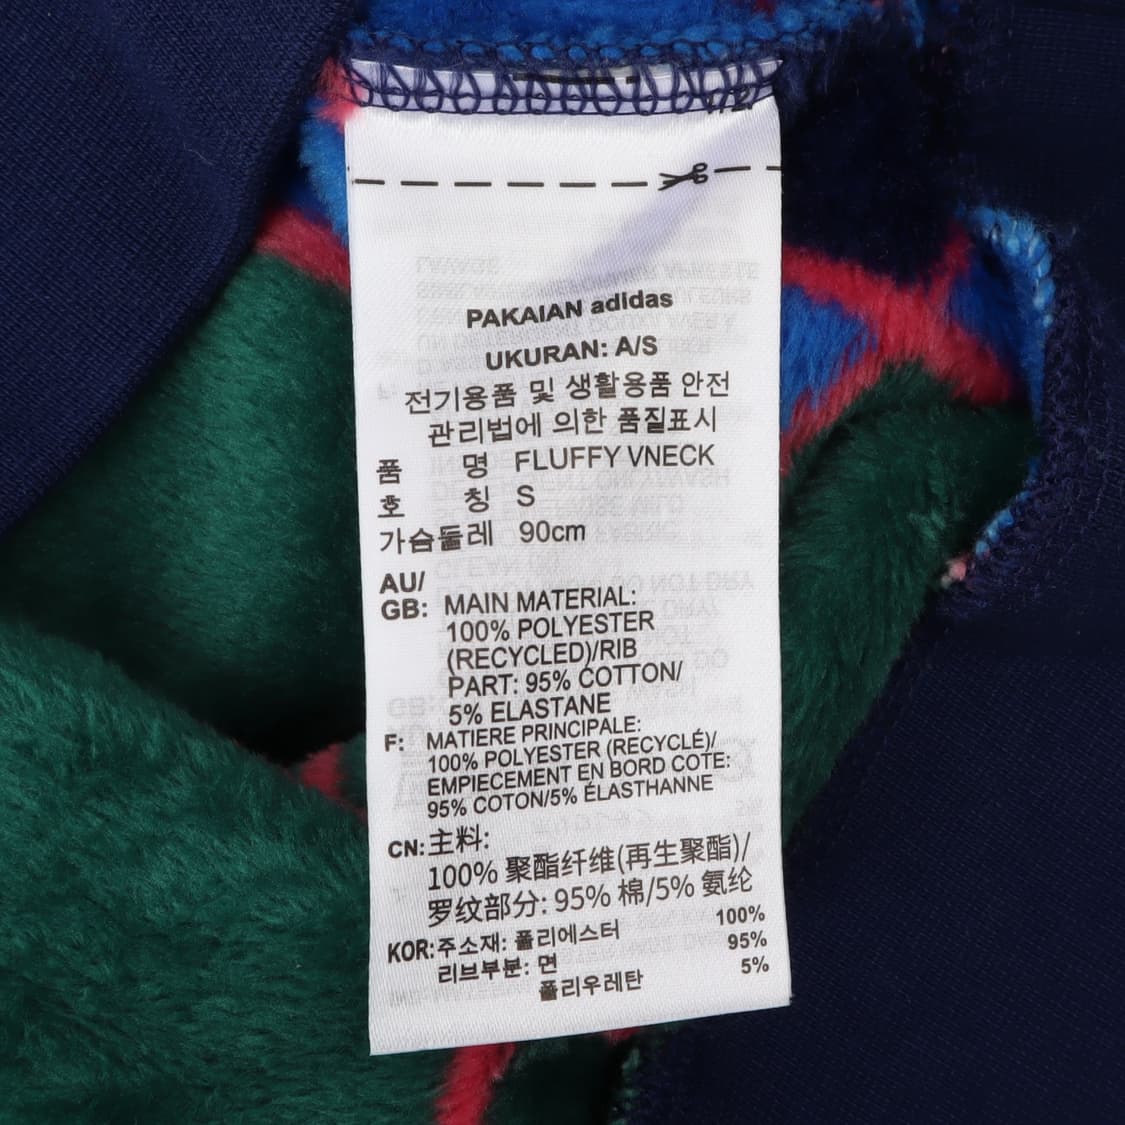 PAKAIAN adidas
UKURAN: A/S
전기용품 및 생활용품 안전
관리법에 의한 품질표시
품 명 FLUFFY VNECK
호 칭 S
가슴둘레 90cm
AU/
GB: MAIN MATERIAL:
100% POLYESTER
(RECYCLED)/RIB
PART: 95% COTTON/
5% ELASTANE
F: MATIERE PRINCIPALE:
100% POLYESTER (RECYCLÉ)/
EMPIECEMENT EN BORD COTE:
95% COTON/5% ÉLASTHANNE
CN: 主料:
100% 聚酯纤维(再生聚酯)/
罗纹部分: 95% 棉/5% 氨纶
KOR: 주소재: 폴리에스터 100%
리브부분: 면 95%
폴리우레탄 5%